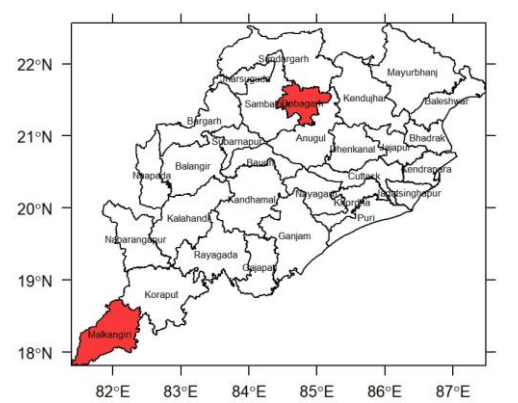 22°N
21°N
20°N
19°N
18°N
Sundargarh
Jharsuguda
Sambalpur
Debagarh
Kendujhar
Mayurbhanj
Baleshwar
Bargarh
Subarnapur
Anugul
Dhenkanal
Jajapur
Bhadrak
Balangir
Baudh
Nuapada
Cuttack
Kendrapara
Kandhamal
Nayagarh
Khordha
Jagatsinghapur
Puri
Kalahandi
Nabarangapur
Rayagada
Ganjam
Gajapati
Koraput
Malkangiri
82°E 83°E 84°E 85°E 86°E 87°E